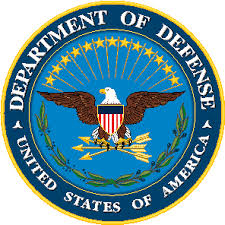 DEPARTMENT OF DEFENSE
UNITED STATES OF AMERICA